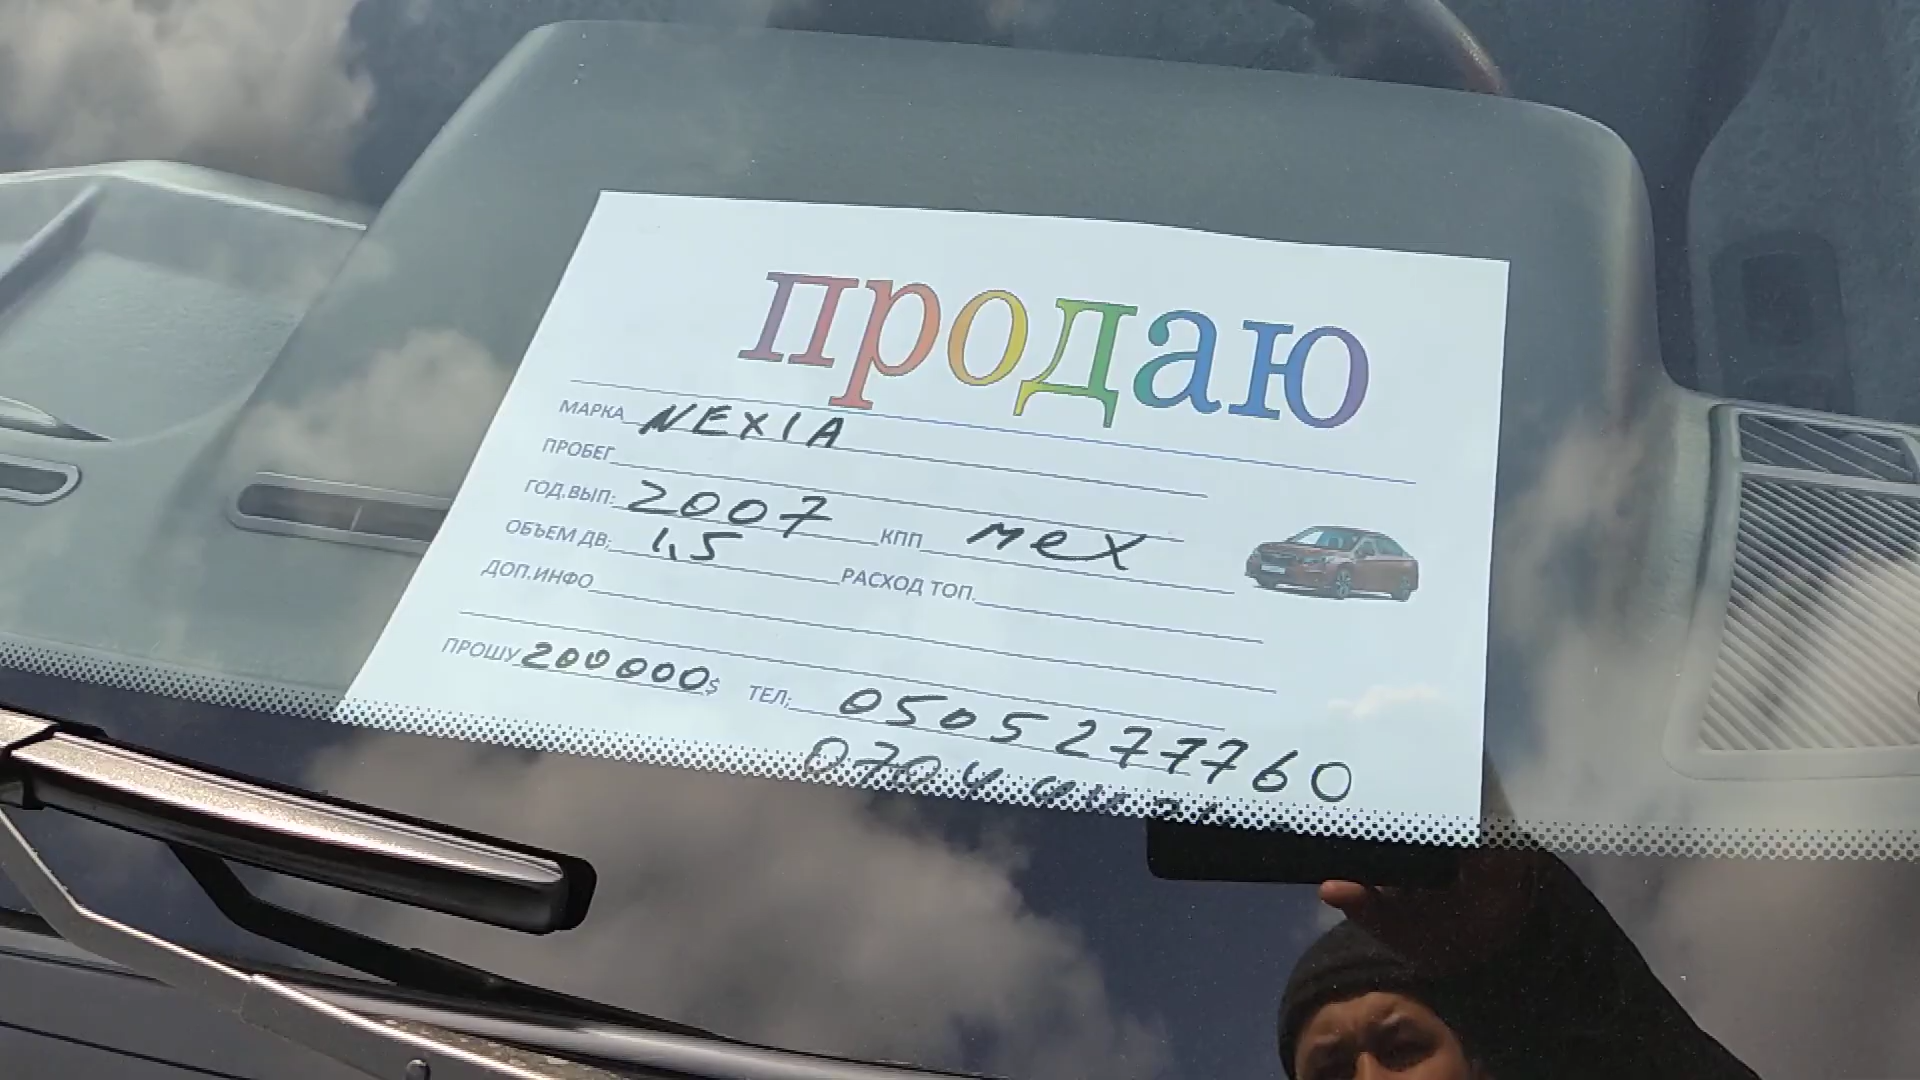 продаю
МАРКА NEXIA
ПРОБЕГ
ГОД.ВЫП: 2007 КПП мех
ОБЪЕМ ДВ; 1,5 РАСХОД ТОП.
ДОП.ИНФО
ПРОШУ 200000$ ТЕЛ; 0505277760